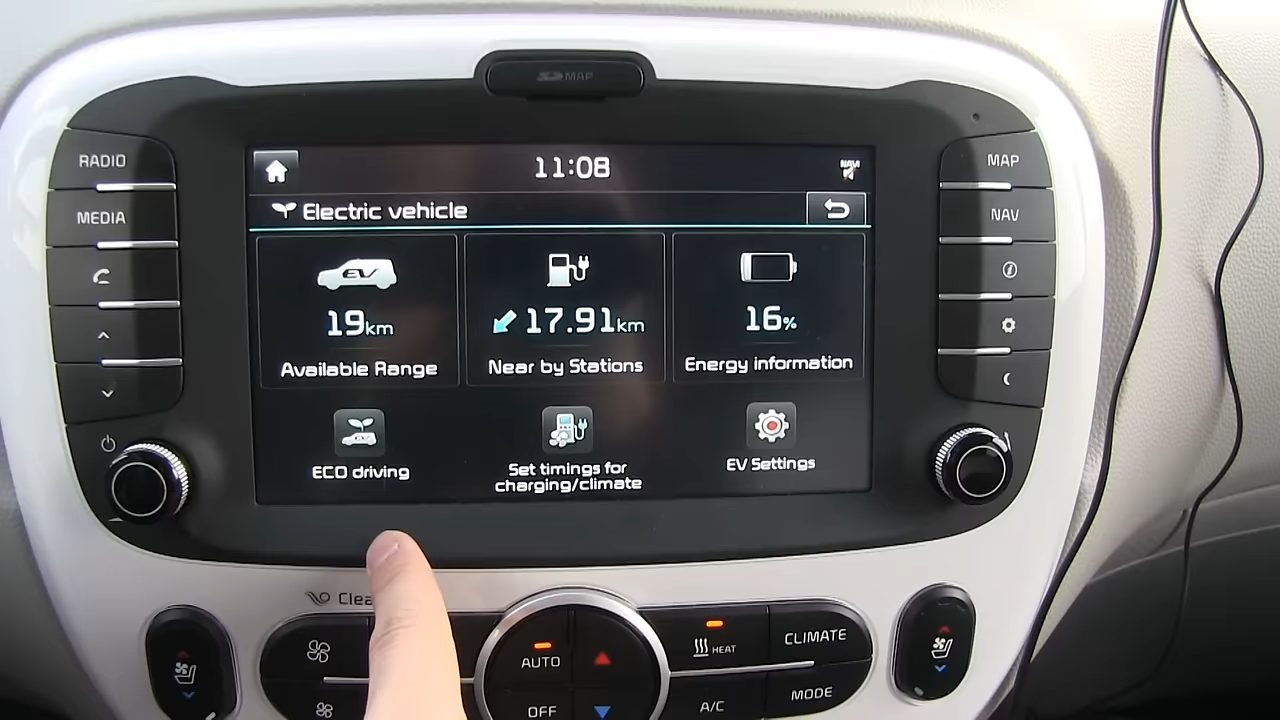 MAP
RADIO
MEDIA
MAP
NAV
11:08
NAVI
Electric vehicle
EV
19km
Available Range
17.91km
Near by Stations
16%
Energy information
ECO driving
Set timings for
charging/climate
EV Settings
Clea
AUTO
OFF
HEAT
A/C
CLIMATE
MODE